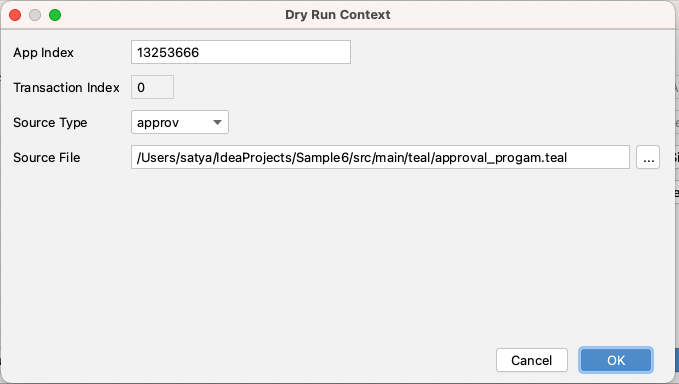 Dry Run Context
App Index 13253666
Transaction Index 0
Source Type approv
Source File /Users/satya/IdeaProjects/Sample6/src/main/teal/approval_progam.teal ...
Cancel OK